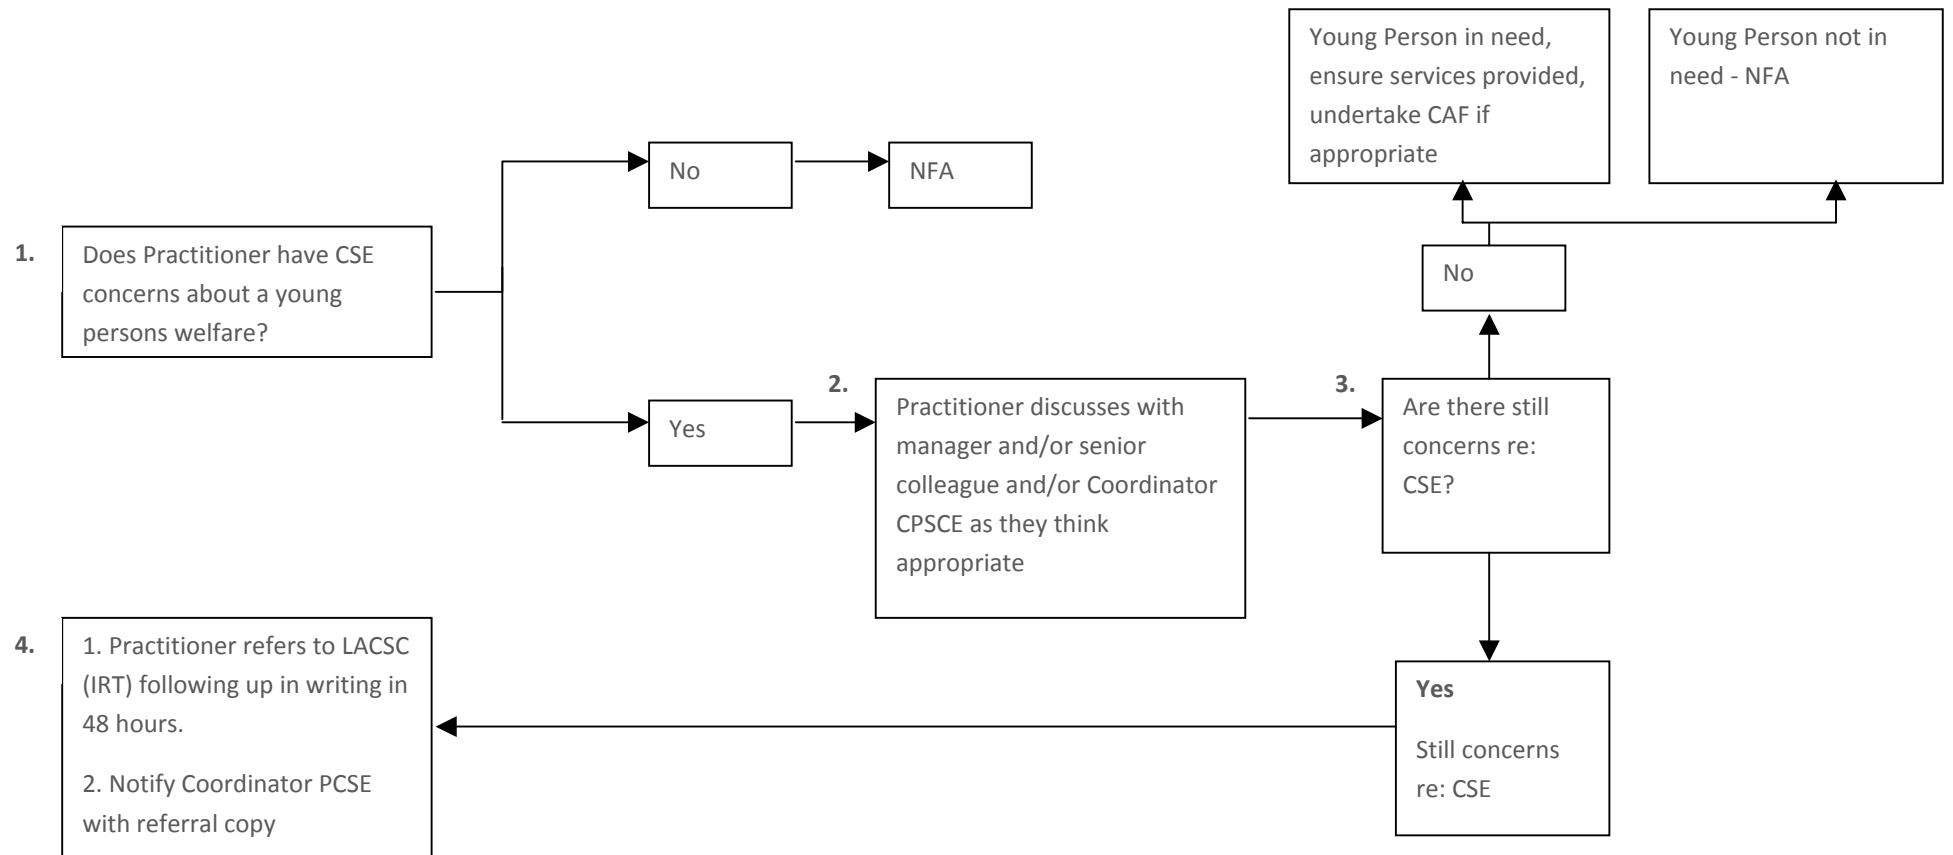 Young Person in need,
ensure services provided,
undertake CAF if
appropriate
Young Person not in
need - NFA
No
NFA
1.
Does Practitioner have CSE
concerns about a young
persons welfare?
No
Yes
2.
Practitioner discusses with
manager and/or senior
colleague and/or Coordinator
CPSCE as they think
appropriate
3.
Are there still
concerns re:
CSE?
4.
1. Practitioner refers to LACSC
(IRT) following up in writing in
48 hours.
2. Notify Coordinator PCSE
with referral copy
Yes
Still concerns
re: CSE